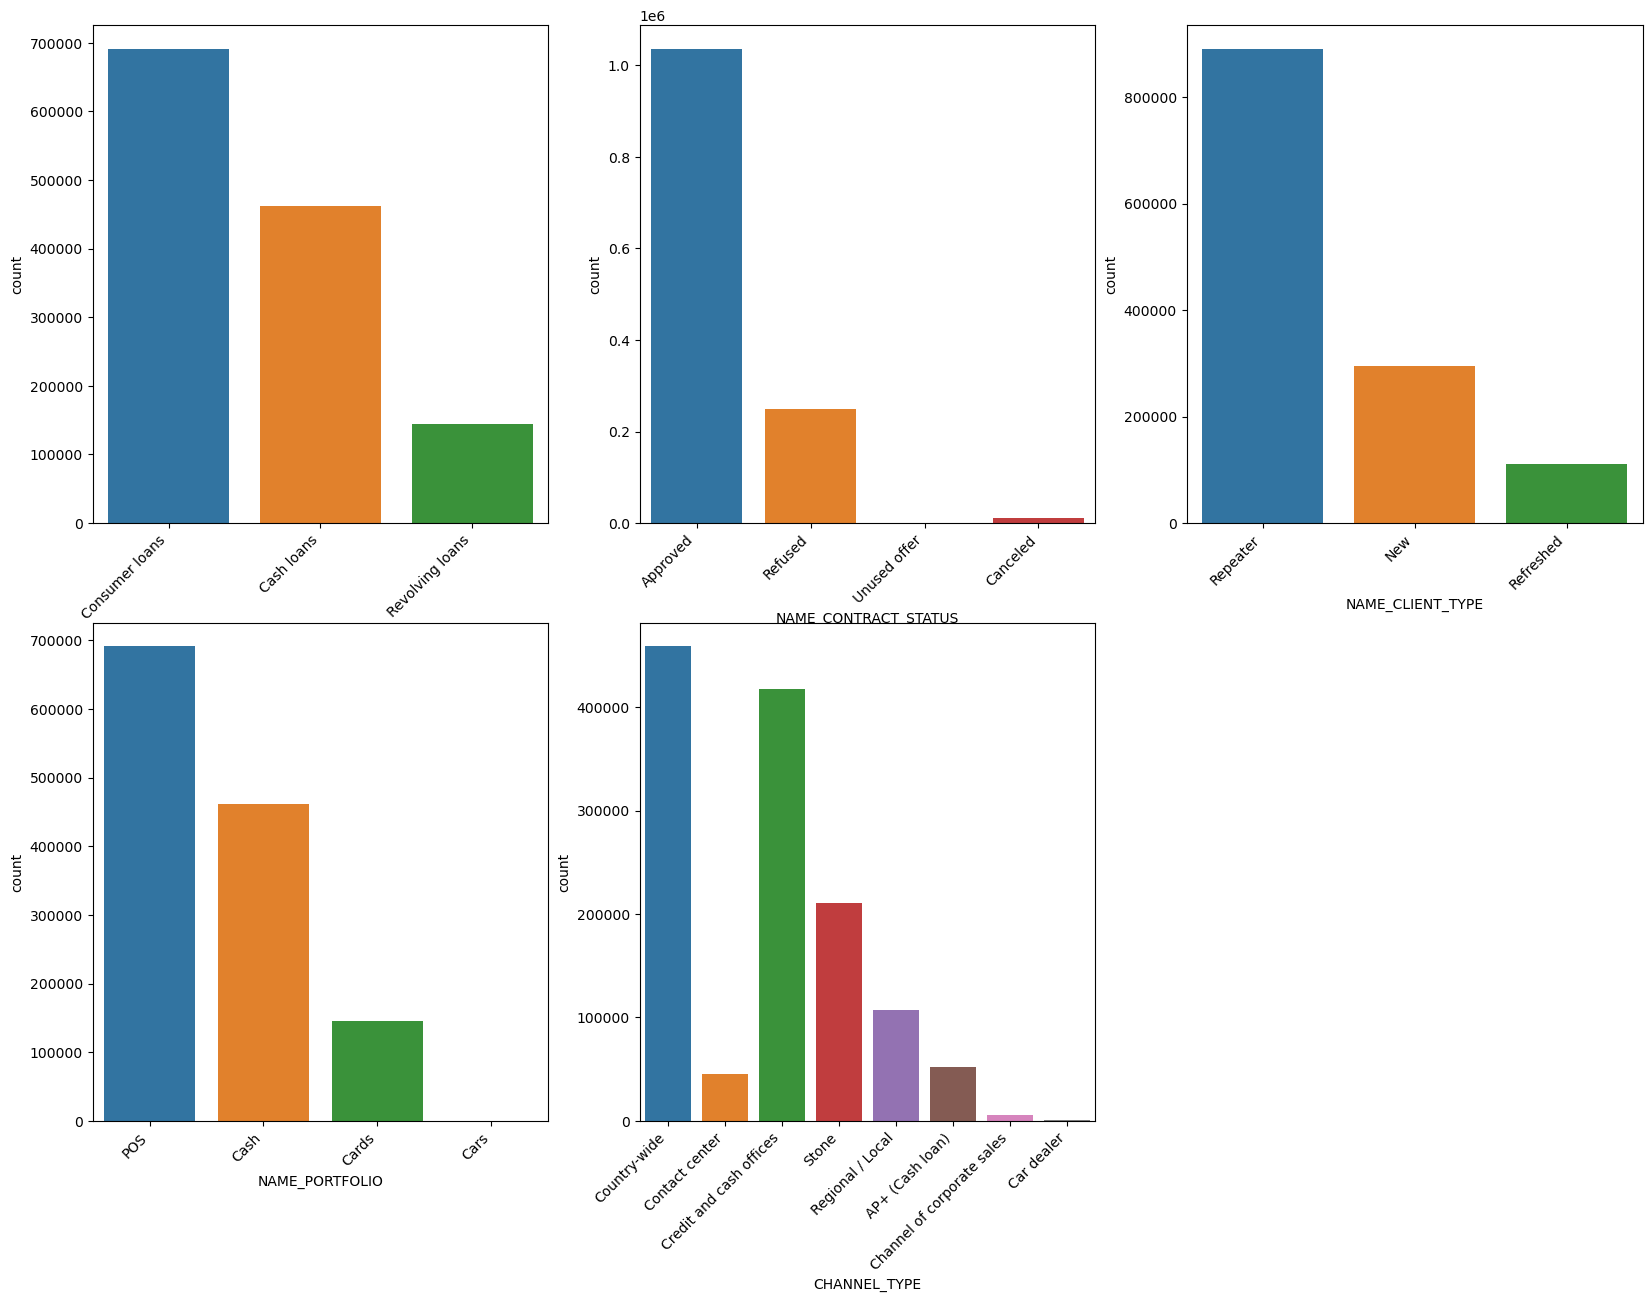 700000
600000
500000
400000
300000
200000
100000
0
count
Consumer loans
Cash loans
Revolving loans
1e6
1.0
0.8
0.6
0.4
0.2
0.0
count
Approved
Refused
Unused offer
Canceled
NAME_CONTRACT_STATUS
800000
600000
400000
200000
0
count
Repeater
New
Refreshed
NAME_CLIENT_TYPE
700000
600000
500000
400000
300000
200000
100000
0
count
POS
Cash
Cards
Cars
NAME_PORTFOLIO
400000
300000
200000
100000
0
count
Country-wide
Contact center
Credit and cash offices
Stone
Regional / Local
AP+ (Cash loan)
Channel of corporate sales
Car dealer
CHANNEL_TYPE